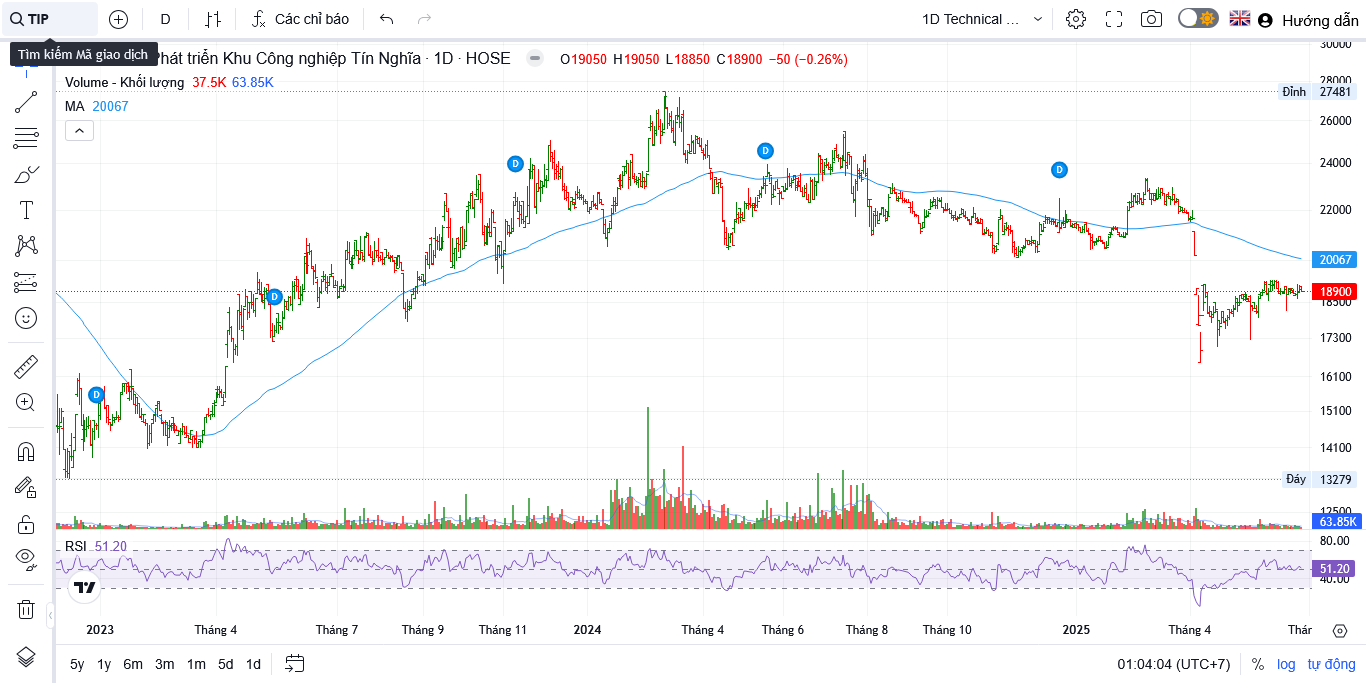 TIP
D
Các chỉ báo
1D Technical ...
Hướng dẫn
Tìm kiếm Mã giao dịch
Phát triển Khu Công nghiệp Tín Nghĩa · 1D · HOSE
O19050 H19050 L18850 C18900 −50 (−0.26%)
Volume - Khối lượng 37.5K 63.85K
MA 20067
30000
28000
Đỉnh 27481
26000
24000
22000
20067
18900
18500
17300
16100
15100
14100
Đáy 13279
12500
63.85K
D
D
D
D
D
RSI 51.20
80.00
51.20
40.00
2023 Tháng 4 Tháng 7 Tháng 9 Tháng 11 2024 Tháng 4 Tháng 6 Tháng 8 Tháng 10 2025 Tháng 4 Thár
5y 1y 6m 3m 1m 5d 1d
01:04:04 (UTC+7) % log tự động